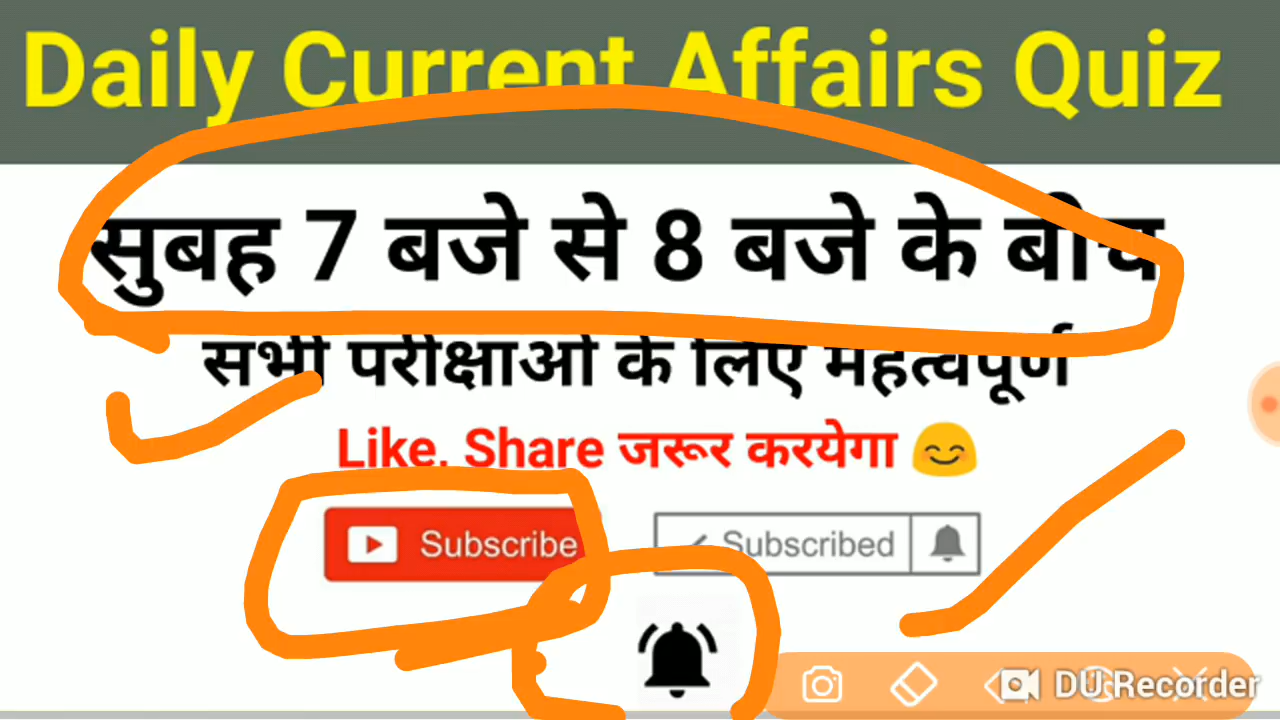 Daily Current Affairs Quiz
सुबह 7 बजे से 8 बजे के बीच
सभी परीक्षाओं के लिए महत्वपूर्ण
Like, Share जरूर करयेगा
Subscribe
Subscribed
DU Recorder